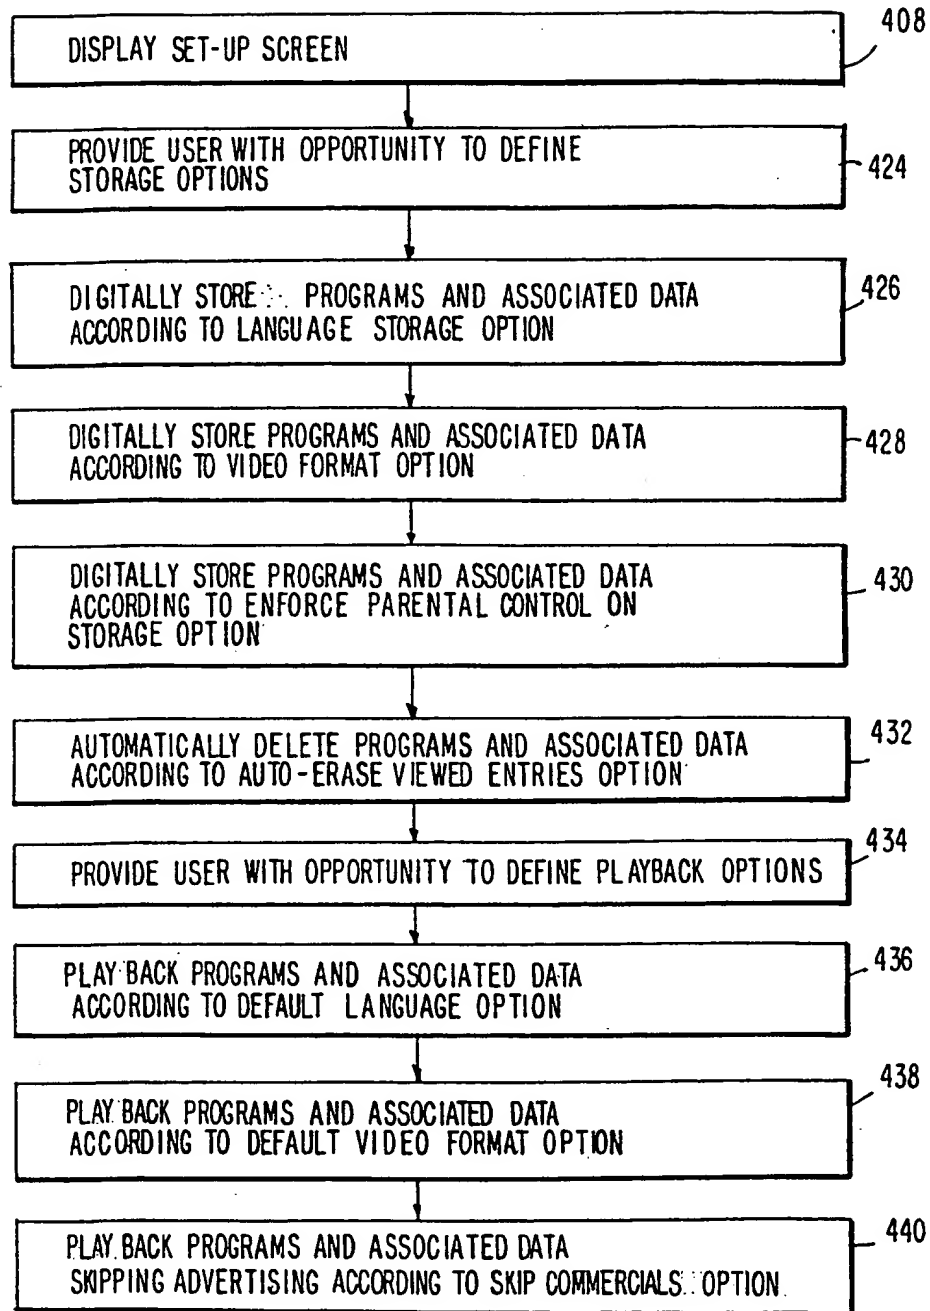 DISPLAY SET-UP SCREEN
408
PROVIDE USER WITH OPPORTUNITY TO DEFINE
STORAGE OPTIONS
424
DIGITALLY STORE PROGRAMS AND ASSOCIATED DATA
ACCORDING TO LANGUAGE STORAGE OPTION
426
DIGITALLY STORE PROGRAMS AND ASSOCIATED DATA
ACCORDING TO VIDEO FORMAT OPTION
428
DIGITALLY STORE PROGRAMS AND ASSOCIATED DATA
ACCORDING TO ENFORCE PARENTAL CONTROL ON
STORAGE OPTION
430
AUTOMATICALLY DELETE PROGRAMS AND ASSOCIATED DATA
ACCORDING TO AUTO-ERASE VIEWED ENTRIES OPTION
432
PROVIDE USER WITH OPPORTUNITY TO DEFINE PLAYBACK OPTIONS
434
PLAY BACK PROGRAMS AND ASSOCIATED DATA
ACCORDING TO DEFAULT LANGUAGE OPTION
436
PLAY BACK PROGRAMS AND ASSOCIATED DATA
ACCORDING TO DEFAULT VIDEO FORMAT OPTION
438
PLAY BACK PROGRAMS AND ASSOCIATED DATA
SKIPPING ADVERTISING ACCORDING TO SKIP COMMERCIALS OPTION
440